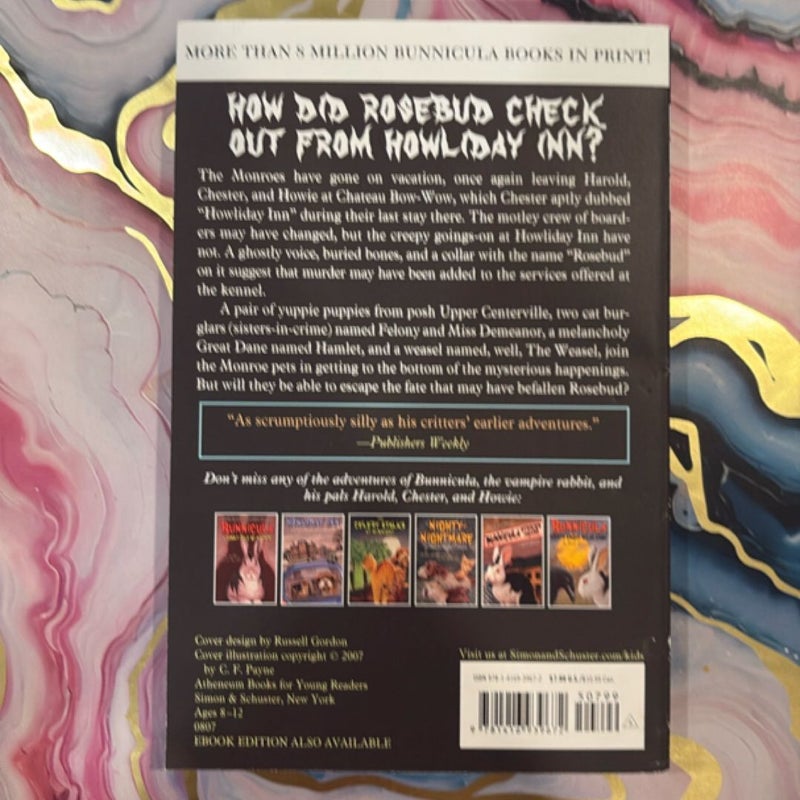 MORE THAN 8 MILLION BUNNICULA BOOKS IN PRINT!
HOW DID ROSEBUD CHECK
OUT FROM HOWLIDAY INN?
The Monroes have gone on vacation, once again leaving Harold,
Chester, and Howie at Chateau Bow-Wow, which Chester aptly dubbed
“Howliday Inn” during their last stay there. The motley crew of board-
ers may have changed, but the creepy goings-on at Howliday Inn have
not. A ghostly voice, buried bones, and a collar with the name “Rosebud”
on it suggest that murder may have been added to the services offered at
the kennel.
A pair of yuppie puppies from posh Upper Centerville, two cat bur-
glars (sisters-in-crime) named Felony and Miss Demeanor, a melancholy
Great Dane named Hamlet, and a weasel named, well, The Weasel, join
the Monroe pets in getting to the bottom of the mysterious happenings.
But will they be able to escape the fate that may have befallen Rosebud?
“As scrumptiously silly as his critters’ earlier adventures.”
—Publishers Weekly
Don’t miss any of the adventures of Bunnicula, the vampire rabbit, and
his pals Harold, Chester, and Howie:
BUNNICULA
NIGHTY-
NIGHTMARE
Cover design by Russell Gordon
Cover illustration copyright © 2007
by C. F. Payne
Atheneum Books for Young Readers
Simon & Schuster, New York
Ages 8–12
0807
EBOOK EDITION ALSO AVAILABLE
Visit us at SimonandSchuster.com/kids
50799